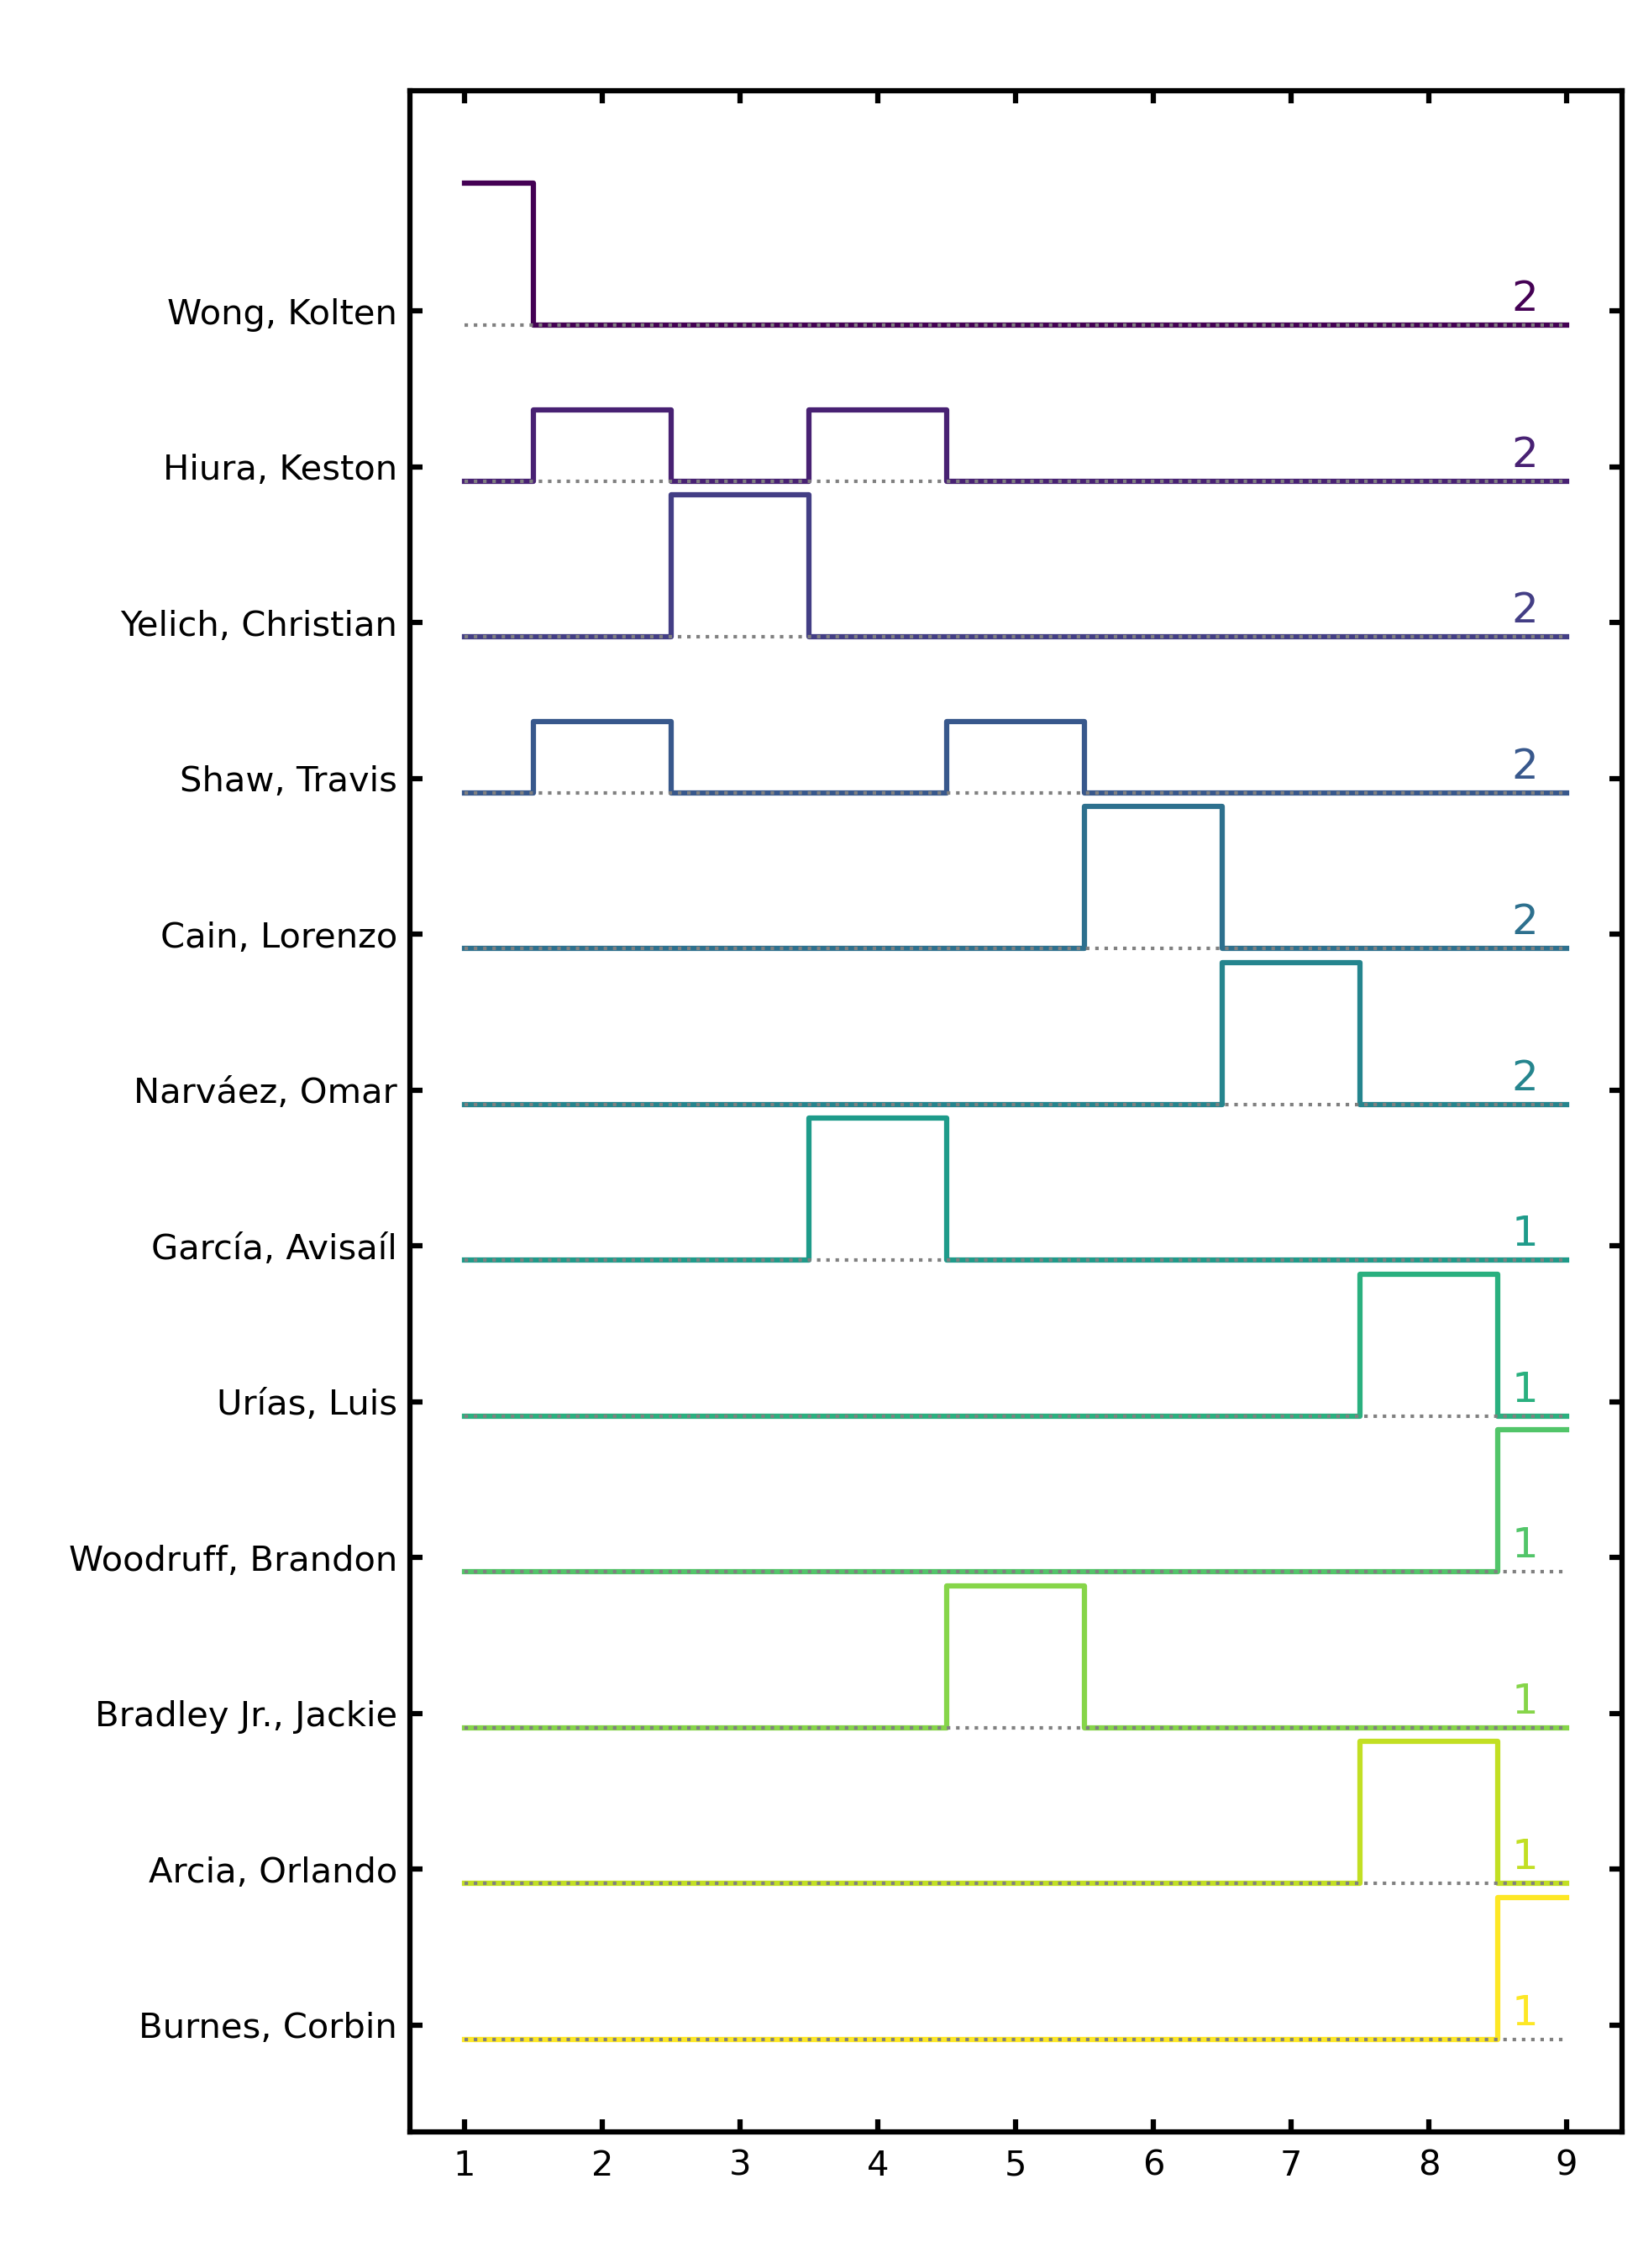 Wong, Kolten 2
Hiura, Keston 2
Yelich, Christian 2
Shaw, Travis 2
Cain, Lorenzo 2
Narváez, Omar 2
García, Avisaíl 1
Urías, Luis 1
Woodruff, Brandon 1
Bradley Jr., Jackie 1
Arcia, Orlando 1
Burnes, Corbin 1
1 2 3 4 5 6 7 8 9